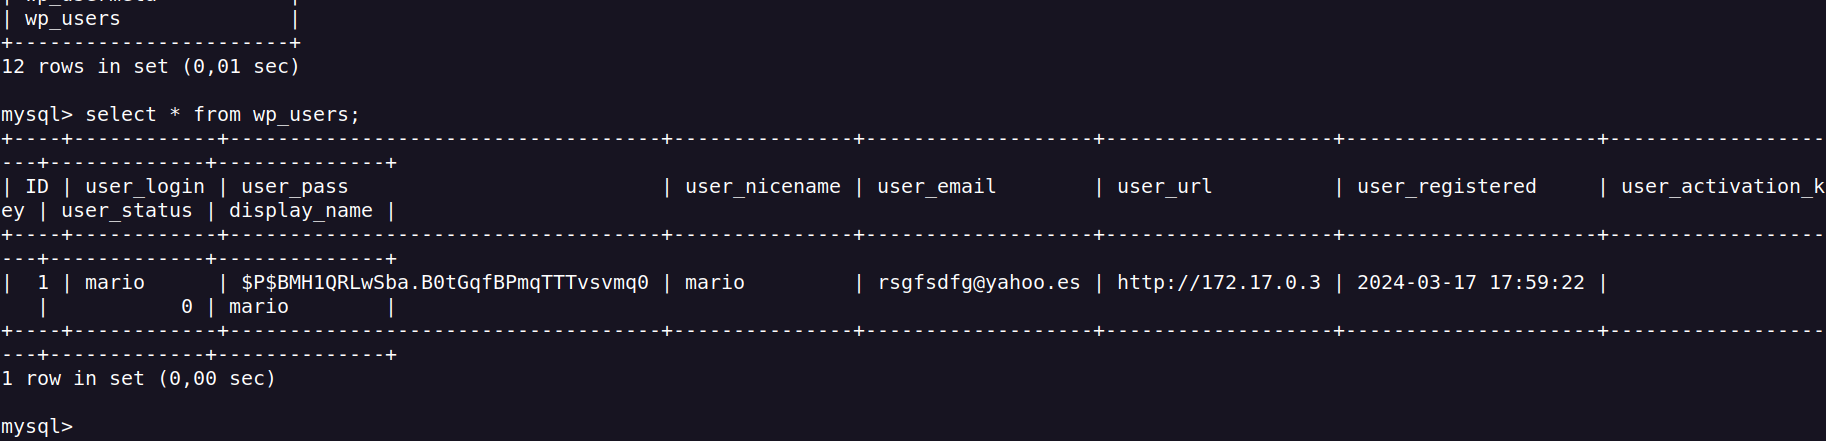 | wp_users              |
+-----------------------+
12 rows in set (0,01 sec)
mysql> select * from wp_users;
+----+------------+------------------------------------+---------------+-------------------+-------------------+---------------------+------------------
---+-------------+--------------+
| ID | user_login | user_pass                          | user_nicename | user_email        | user_url          | user_registered     | user_activation_k
ey | user_status | display_name |
+----+------------+------------------------------------+---------------+-------------------+-------------------+---------------------+------------------
---+-------------+--------------+
|  1 | mario      | $P$BMH1QRLwSba.B0tGqfBPmqTTTvsvmq0 | mario         | rsgfsdfg@yahoo.es | http://172.17.0.3 | 2024-03-17 17:59:22 |
   |           0 | mario        |
+----+------------+------------------------------------+---------------+-------------------+-------------------+---------------------+------------------
---+-------------+--------------+
1 row in set (0,00 sec)
mysql>